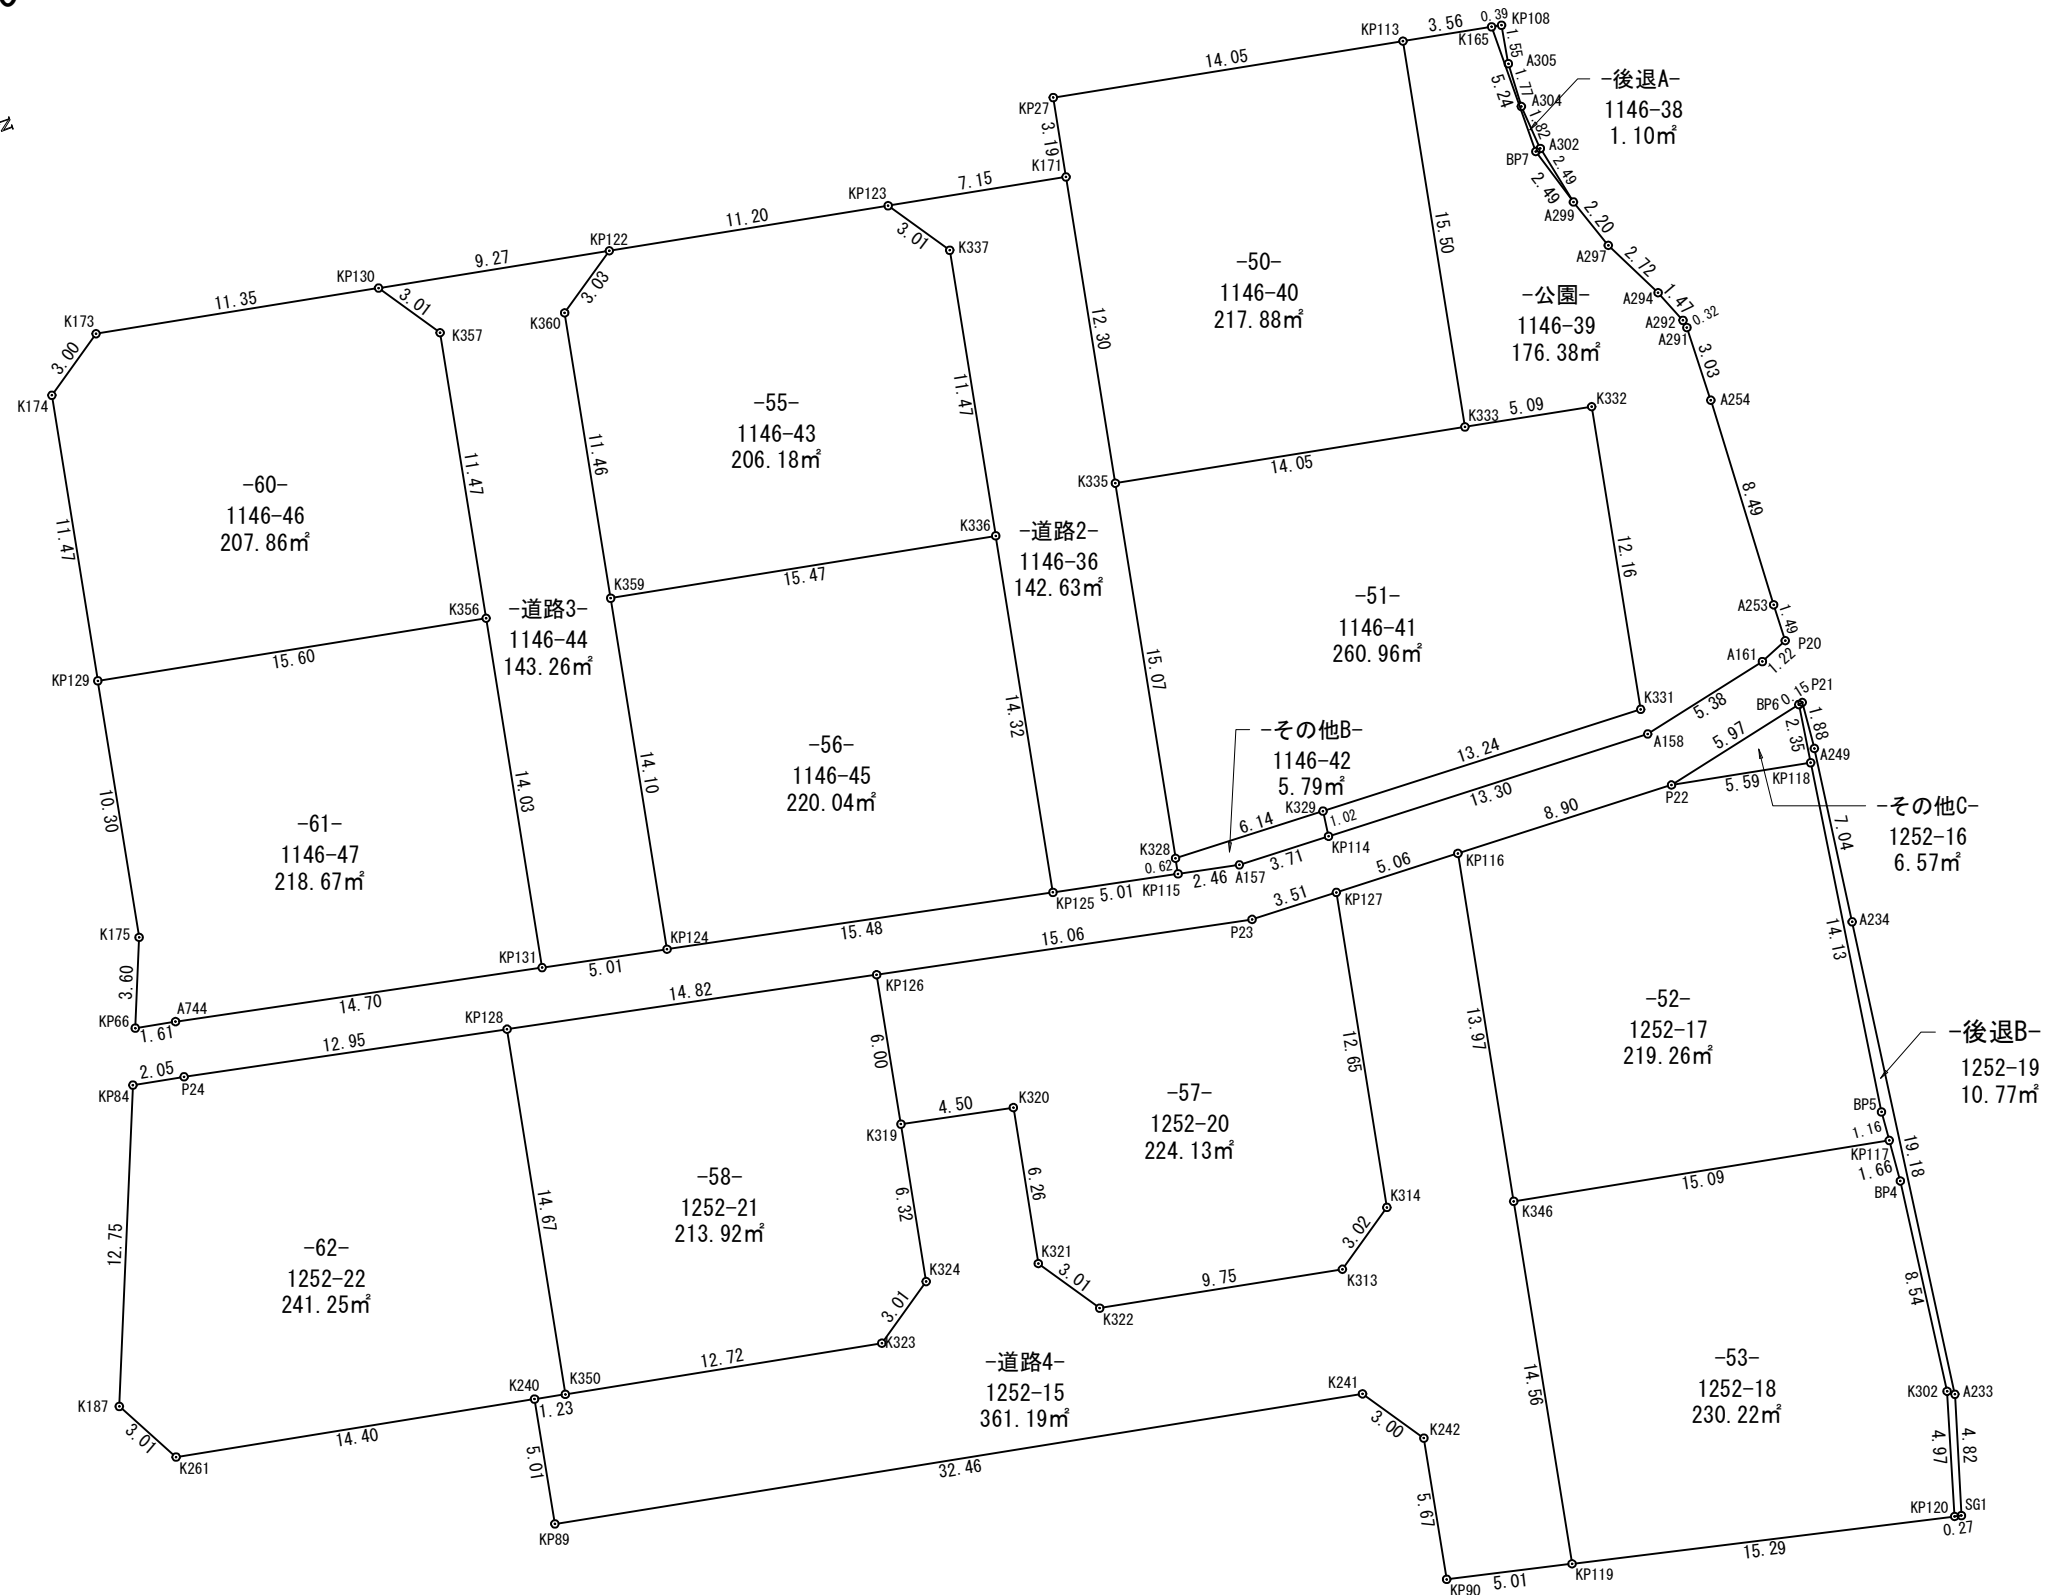 N
KP113
3.56
0.39
KP108
K165
1.55
A305
14.05
5.24
1.77
-後退A-
1146-38
1.10㎡
KP27
A304
1.82
3.19
A302
BP7
2.49
2.49
K171
7.15
KP123
A299
2.20
11.20
3.01
K337
15.50
A297
2.72
KP122
9.27
KP130
3.03
-50-
1146-40
217.88㎡
-公園-
1146-39
176.38㎡
A294
1.47
A292
0.32
A291
11.35
3.01
K360
K357
K173
12.30
3.03
3.00
K174
11.47
-55-
1146-43
206.18㎡
A254
K332
5.09
K333
11.46
11.47
14.05
K335
8.49
-60-
1146-46
207.86㎡
11.47
K336
-道路2-
1146-36
142.63㎡
12.16
K359
15.47
K356
-道路3-
1146-44
143.26㎡
-51-
1146-41
260.96㎡
A253
1.49
P20
A161
1.22
15.60
KP129
15.07
14.32
K331
5.38
BP6
0.15
P21
1.88
2.35
A158
5.97
A249
KP118
-その他B-
1146-42
5.79㎡
13.24
-56-
1146-45
220.04㎡
14.10
14.03
10.30
13.30
P22
5.59
K329
1.02
6.14
8.90
-その他C-
1252-16
6.57㎡
-61-
1146-47
218.67㎡
K328
0.62
KP114
3.71
KP115
2.46
A157
KP116
5.06
7.04
KP125
5.01
KP127
3.51
P23
A234
14.13
K175
KP124
15.48
15.06
KP131
5.01
3.60
14.70
A744
KP66
1.61
14.82
KP126
KP128
12.95
2.05
KP84
P24
6.00
12.65
13.97
-52-
1252-17
219.26㎡
-後退B-
1252-19
10.77㎡
-57-
1252-20
224.13㎡
K320
4.50
K319
BP5
1.16
KP117
19.18
1.66
BP4
15.09
K346
6.26
6.32
-58-
1252-21
213.92㎡
14.67
K314
3.02
12.75
-62-
1252-22
241.25㎡
K321
3.01
K313
9.75
K324
3.01
K322
8.54
K323
12.72
-道路4-
1252-15
361.19㎡
-53-
1252-18
230.22㎡
14.56
K302
A233
K241
3.00
K350
K240
1.23
K187
3.01
14.40
K261
K242
5.01
32.46
4.97
4.82
5.67
KP89
KP120
SG1
0.27
15.29
KP119
KP90
5.01